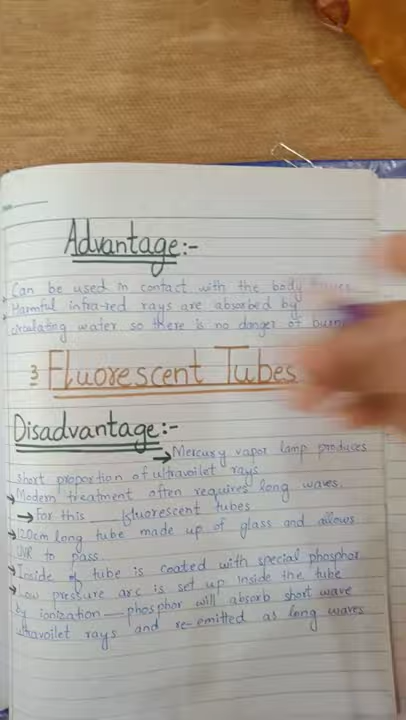 Advantage:-
Can be used in contact with the body
Harmful infra-red rays are absorbed by
circulating water so there is no danger of burn
3 Fluorescent Tubes
Disadvantage:-
→ Mercury vapor lamp produces
short proportion of ultravoilet rays
→ Modern treatment often requires long waves.
→ For this __ fluorescent tubes
→ 120cm long tube made up of glass and allows
UVR to pass
→ Inside of tube is coated with special phosphor
→ Low pressure arc is set up inside the tube
by ionization — phosphor will absorb short wave
ultravoilet rays and re-emitted as long waves